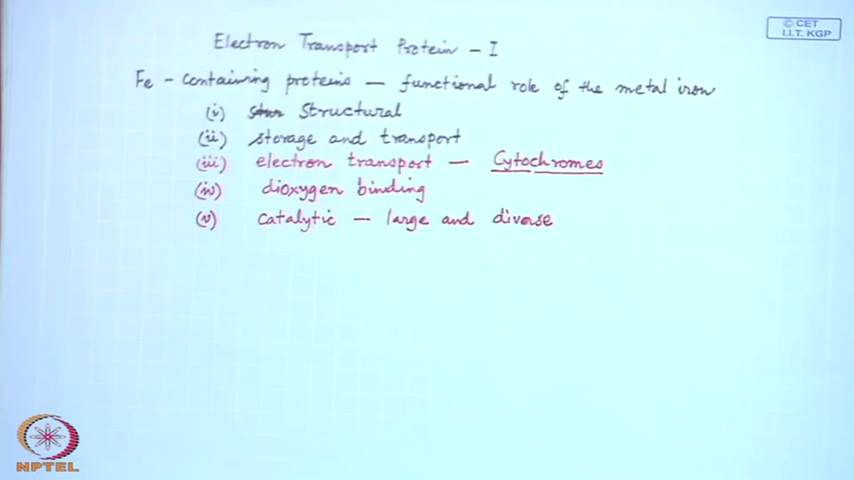 © CET
I.I.T. KGP
Electron Transport Protein - I
Fe - containing proteins — functional role of the metal iron
(i) Structural
(ii) storage and transport
(iii) electron transport — Cytochromes
(iv) dioxygen binding
(v) catalytic — large and diverse
NPTEL